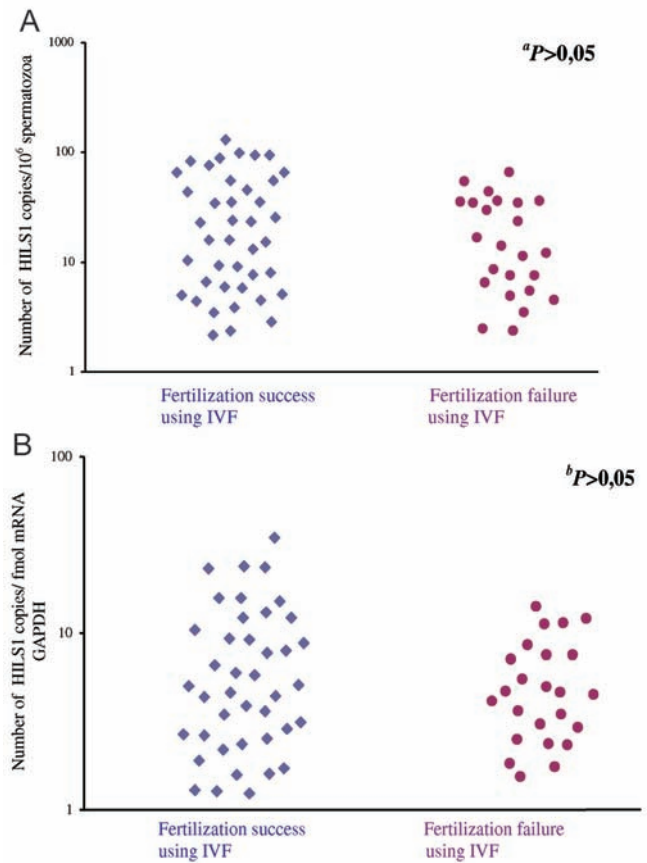 A
1000
ᵃP>0,05
Number of HILS1 copies/10⁶ spermatozoa
100
10
1
Fertilization success
using IVF
Fertilization failure
using IVF
B
100
ᵇP>0,05
Number of HILS1 copies/ fmol mRNA
GAPDH
10
1
Fertilization success
using IVF
Fertilization failure
using IVF